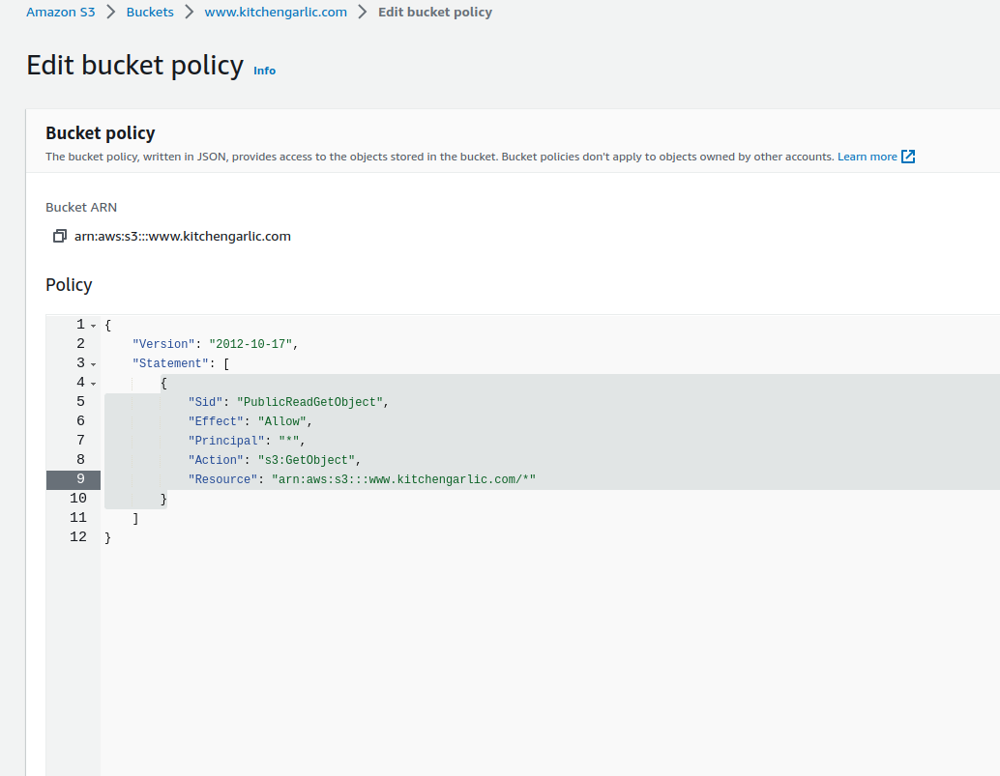 Amazon S3 > Buckets > www.kitchengarlic.com > Edit bucket policy
Edit bucket policy Info
Bucket policy
The bucket policy, written in JSON, provides access to the objects stored in the bucket. Bucket policies don't apply to objects owned by other accounts. Learn more
Bucket ARN
arn:aws:s3:::www.kitchengarlic.com
Policy
1 {
2     "Version": "2012-10-17",
3     "Statement": [
4         {
5             "Sid": "PublicReadGetObject",
6             "Effect": "Allow",
7             "Principal": "*",
8             "Action": "s3:GetObject",
9             "Resource": "arn:aws:s3:::www.kitchengarlic.com/*"
10         }
11     ]
12 }